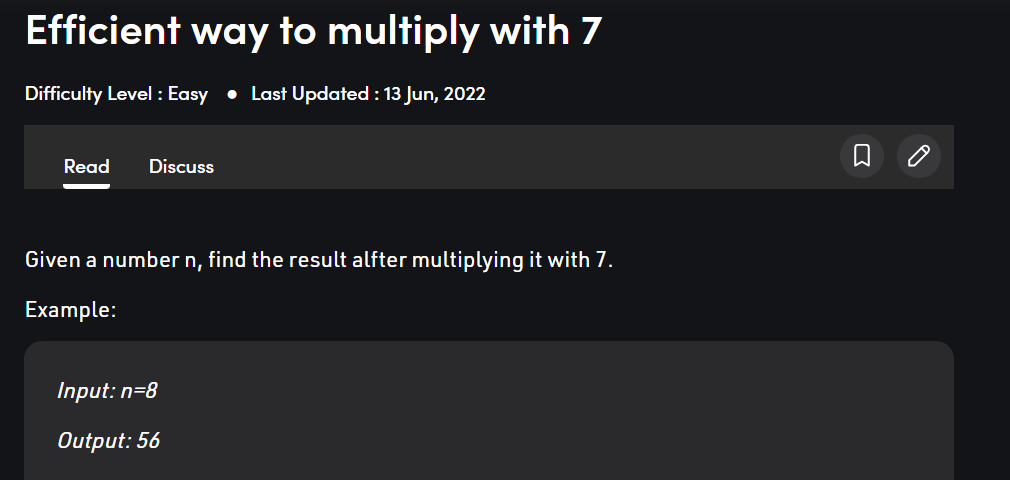 Efficient way to multiply with 7
Difficulty Level : Easy ● Last Updated : 13 Jun, 2022
Read Discuss
Given a number n, find the result alfter multiplying it with 7.
Example:
Input: n=8
Output: 56